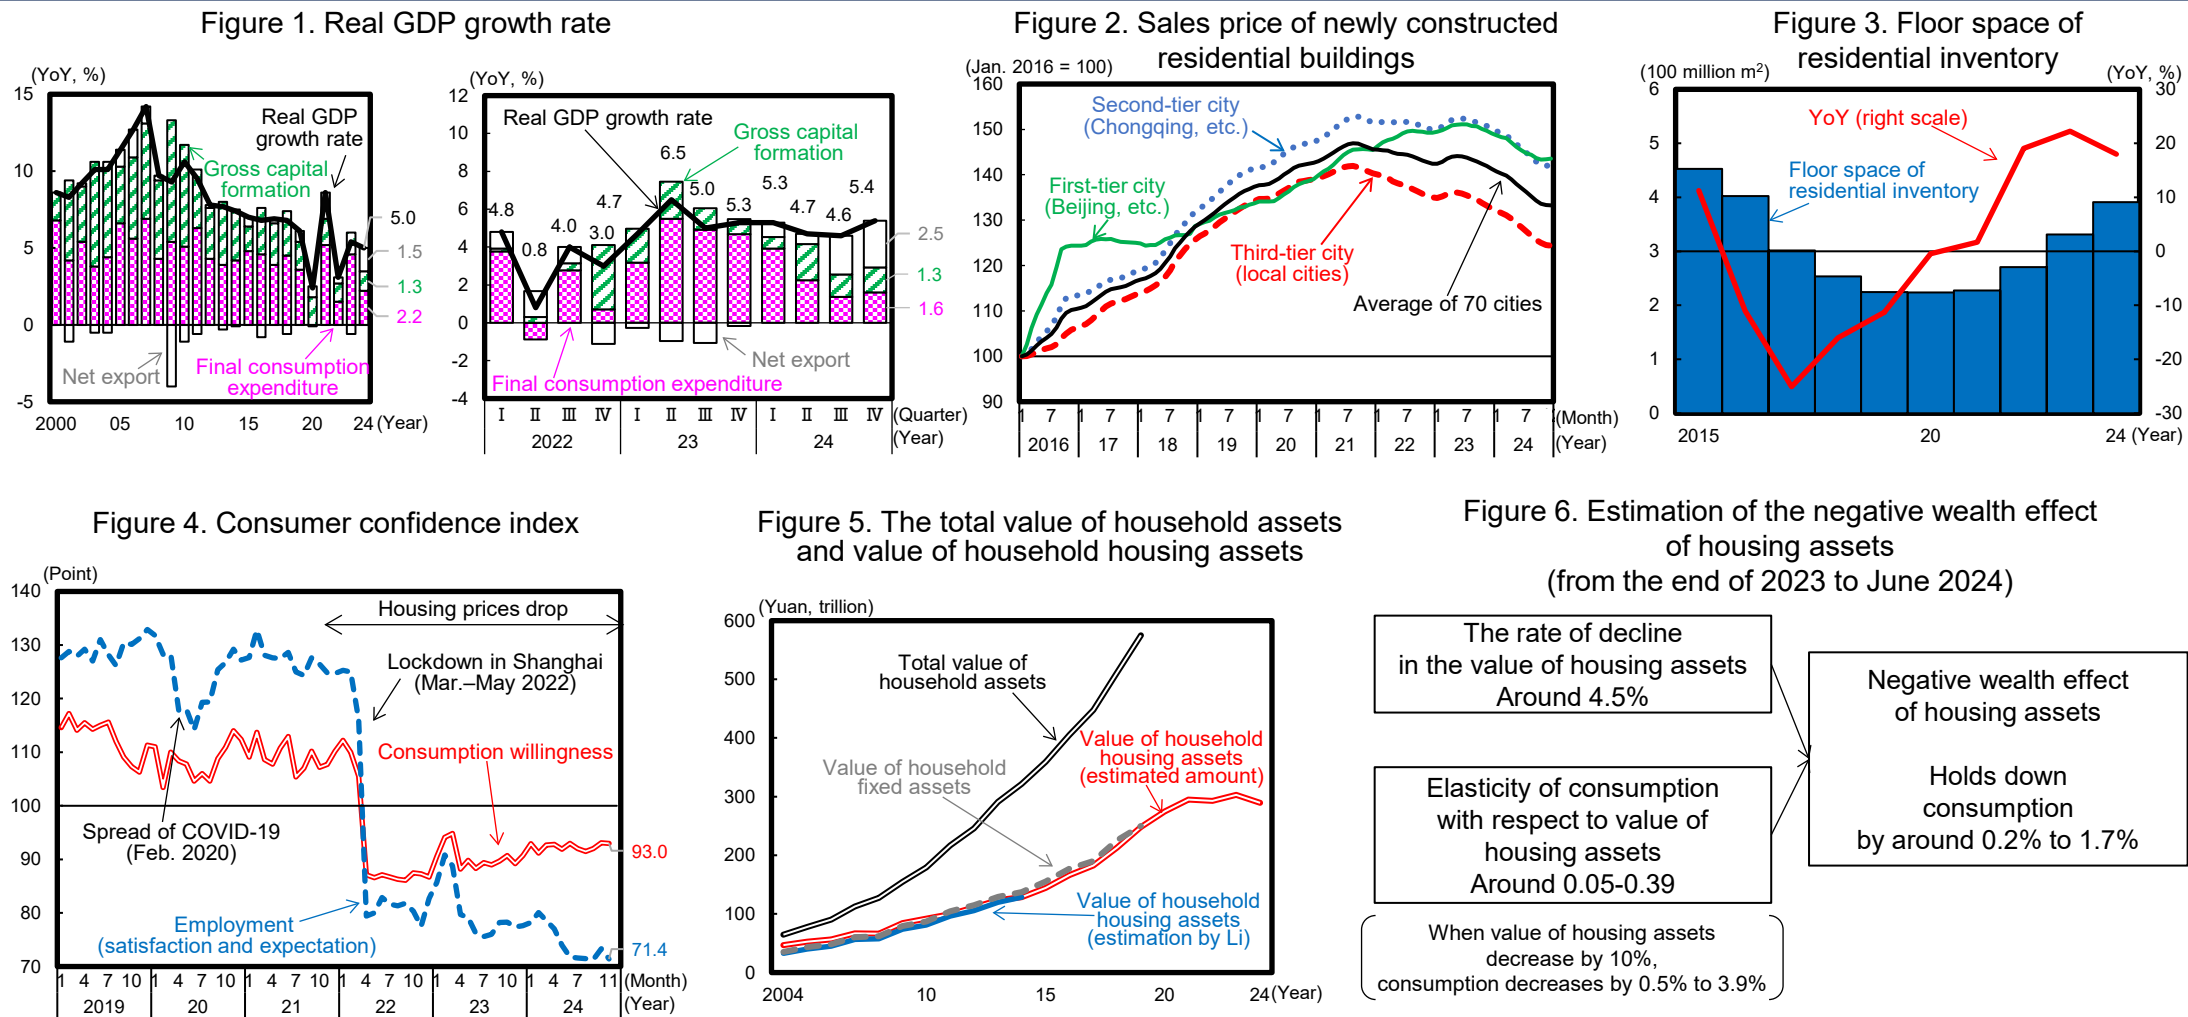 Figure 1. Real GDP growth rate
(YoY, %)
15
10
5
0
-5
Real GDP
growth rate
Gross capital
formation
Net export
Final consumption
expenditure
5.0
1.5
1.3
2.2
2000 05 10 15 20 24 (Year)
(YoY, %)
12
10
8
6
4
2
0
-2
-4
Real GDP growth rate
Gross capital
formation
4.8
0.8
4.0
3.0
4.7
6.5
5.0
5.3
5.3
4.7
4.6
5.4
2.5
1.3
1.6
Net export
Final consumption expenditure
I II III IV I II III IV I II III IV (Quarter)
2022 23 24 (Year)
Figure 2. Sales price of newly constructed
residential buildings
(Jan. 2016 = 100)
160
150
140
130
120
110
100
90
Second-tier city
(Chongqing, etc.)
First-tier city
(Beijing, etc.)
Third-tier city
(local cities)
Average of 70 cities
1 7 1 7 1 7 1 7 1 7 1 7 1 7 1 7 1 7 (Month)
2016 17 18 19 20 21 22 23 24 (Year)
Figure 3. Floor space of
residential inventory
(100 million m²)
(YoY, %)
6
5
4
3
2
1
0
30
20
10
0
-10
-20
-30
YoY (right scale)
Floor space of
residential inventory
2015 20 24 (Year)
Figure 4. Consumer confidence index
(Point)
140
130
120
110
100
90
80
70
Housing prices drop
Lockdown in Shanghai
(Mar.–May 2022)
Consumption willingness
Spread of COVID-19
(Feb. 2020)
93.0
Employment
(satisfaction and expectation)
71.4
1 4 7 10 1 4 7 10 1 4 7 10 1 4 7 10 1 4 7 10 1 4 7 11 (Month)
2019 20 21 22 23 24 (Year)
Figure 5. The total value of household assets
and value of household housing assets
(Yuan, trillion)
600
500
400
300
200
100
0
Total value of
household assets
Value of household
housing assets
(estimated amount)
Value of household
fixed assets
Value of household
housing assets
(estimation by Li)
2004 10 15 20 24 (Year)
Figure 6. Estimation of the negative wealth effect
of housing assets
(from the end of 2023 to June 2024)
The rate of decline
in the value of housing assets
Around 4.5%
Elasticity of consumption
with respect to value of
housing assets
Around 0.05-0.39
Negative wealth effect
of housing assets
Holds down
consumption
by around 0.2% to 1.7%
When value of housing assets
decrease by 10%,
consumption decreases by 0.5% to 3.9%